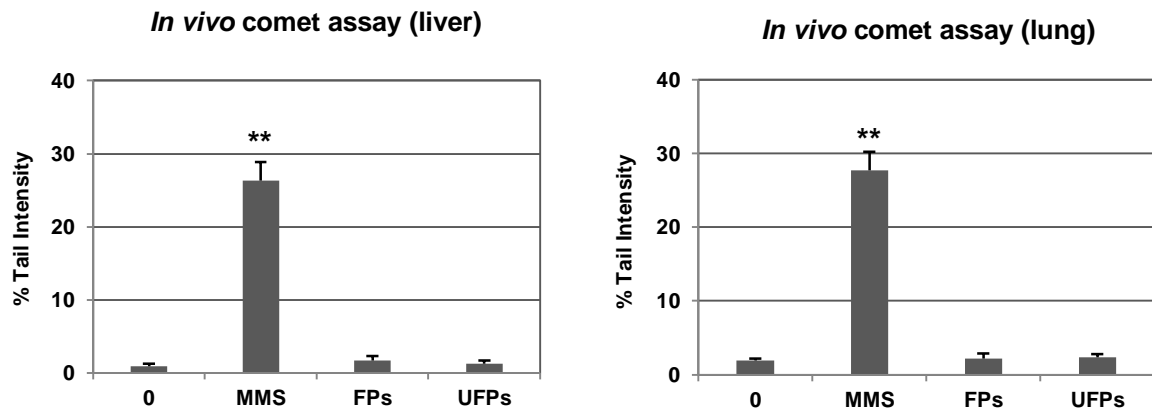 In vivo comet assay (liver)
40
30
20
10
0
% Tail Intensity
**
0 MMS FPs UFPs
In vivo comet assay (lung)
40
30
20
10
0
% Tail Intensity
**
0 MMS FPs UFPs